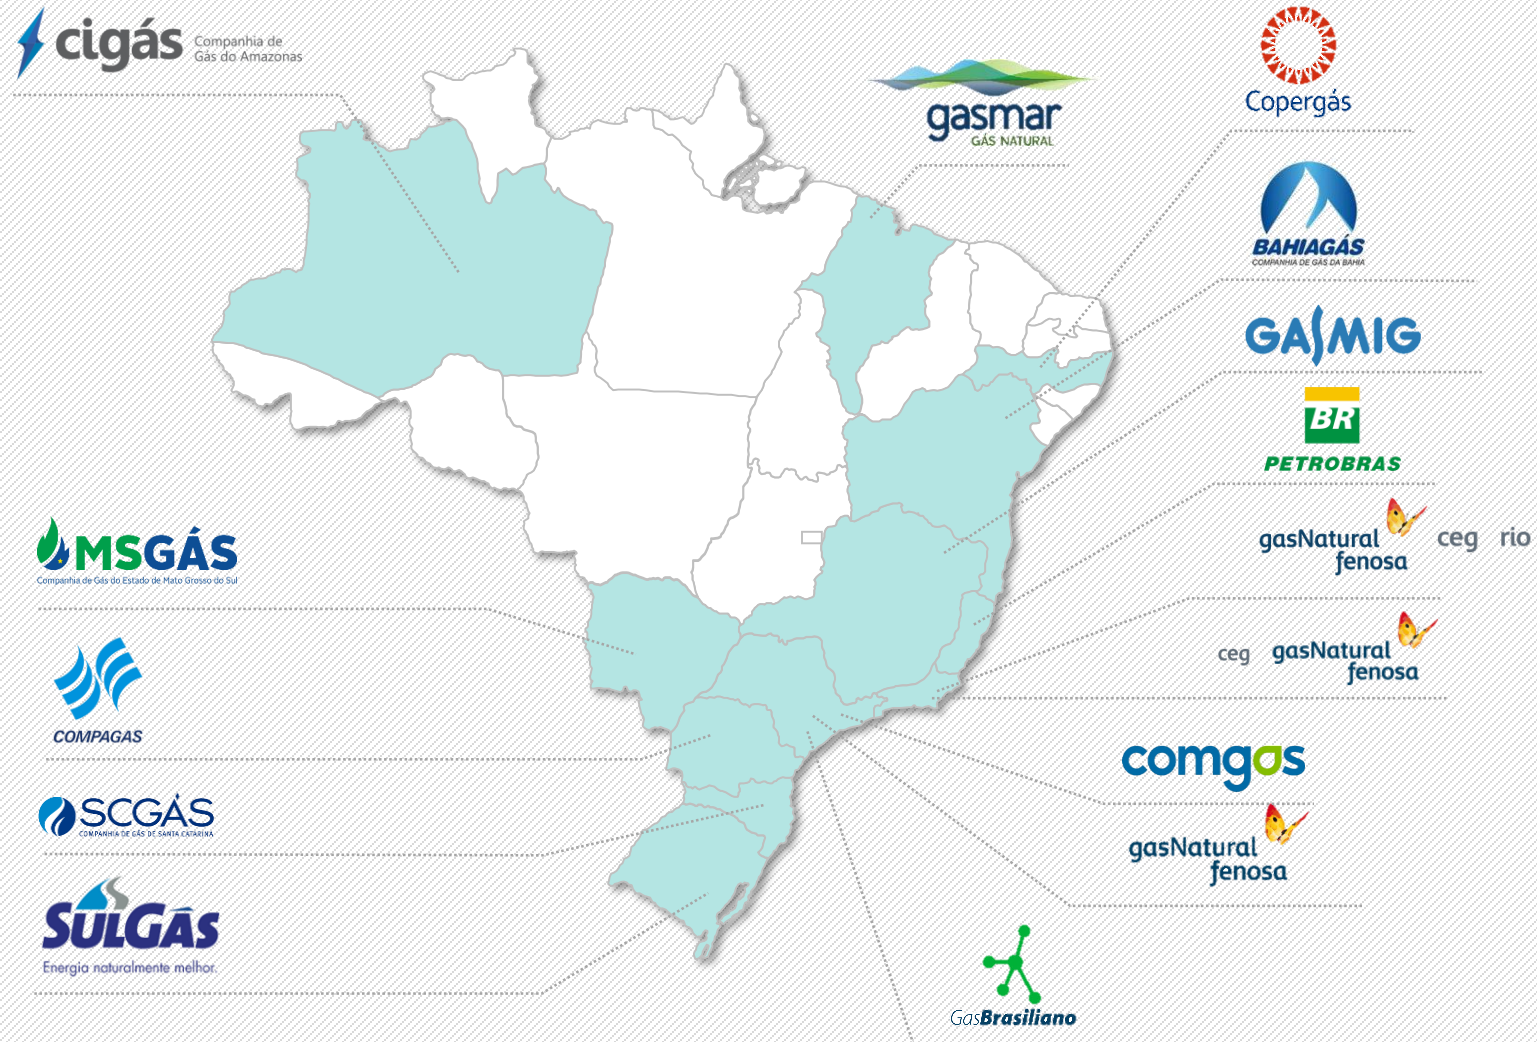 cigás
Companhia de
Gás do Amazonas
gasmar
GÁS NATURAL
Copergás
BAHIAGÁS
COMPANHIA DE GÁS DA BAHIA
GASMIG
BR
PETROBRAS
gasNatural
fenosa
ceg rio
ceg
gasNatural
fenosa
MSGÁS
Companhia de Gás do Estado de Mato Grosso do Sul
COMPAGAS
comgas
SCGÁS
COMPANHIA DE GÁS DE SANTA CATARINA
gasNatural
fenosa
SULGÁS
Energia naturalmente melhor.
GasBrasiliano